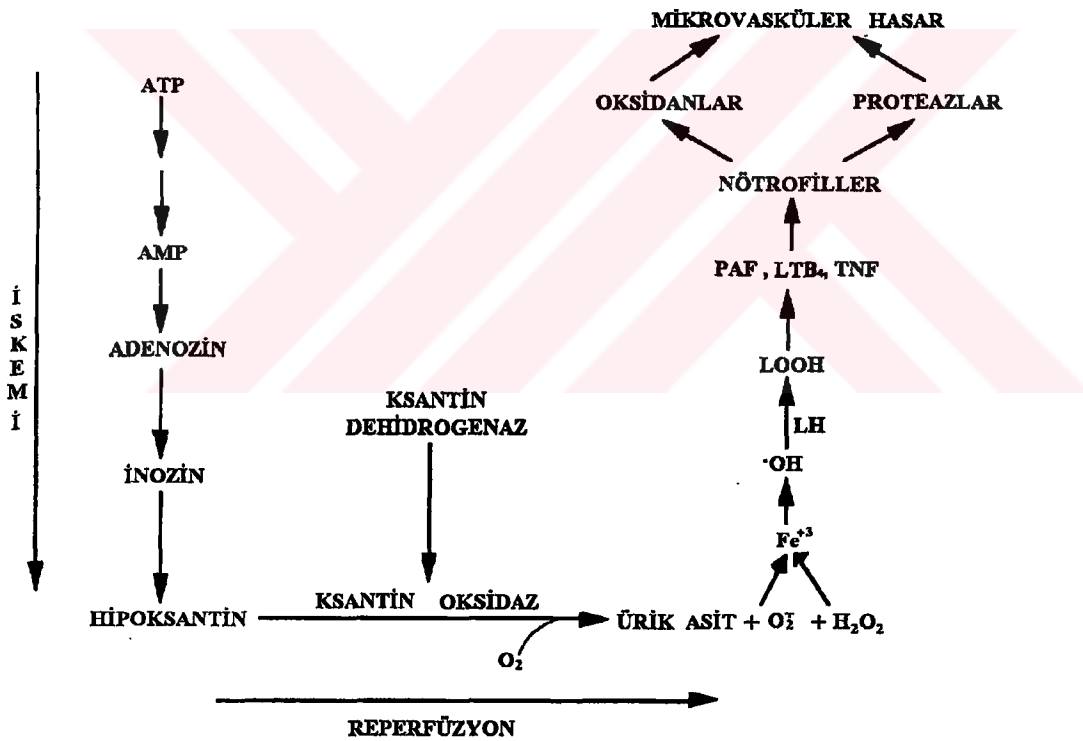 MİKROVASKÜLER HASAR
ATP
OKSİDANLAR
PROTEAZLAR
NÖTROFİLLER
AMP
PAF , LTB₄, TNF
İSKEMİ
ADENOZİN
LOOH
KSANTİN
DEHİDROGENAZ
LH
İNOZİN
·OH
Fe⁺³
KSANTİN OKSİDAZ
HİPOKSANTİN
ÜRİK ASİT + O₂⁻ + H₂O₂
O₂
REPERFÜZYON